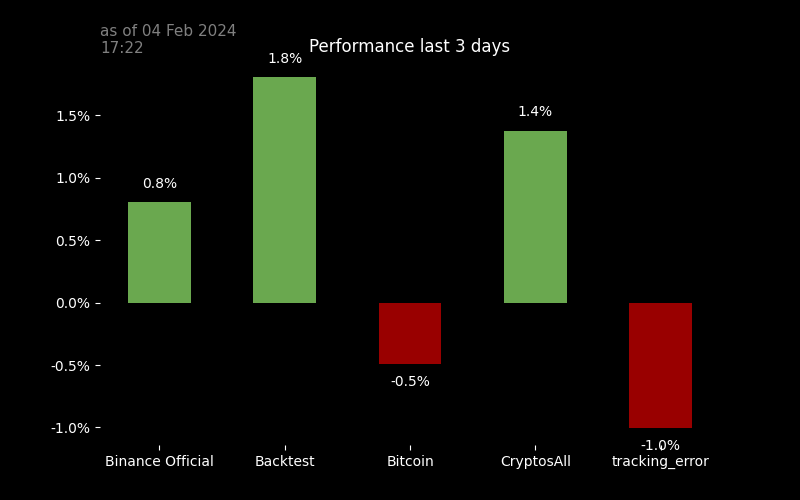 as of 04 Feb 2024
17:22
Performance last 3 days
1.8%
1.5%
1.4%
1.0%
0.8%
0.5%
0.0%
-0.5%
-0.5%
-1.0%
-1.0%
Binance Official
Backtest
Bitcoin
CryptosAll
tracking_error